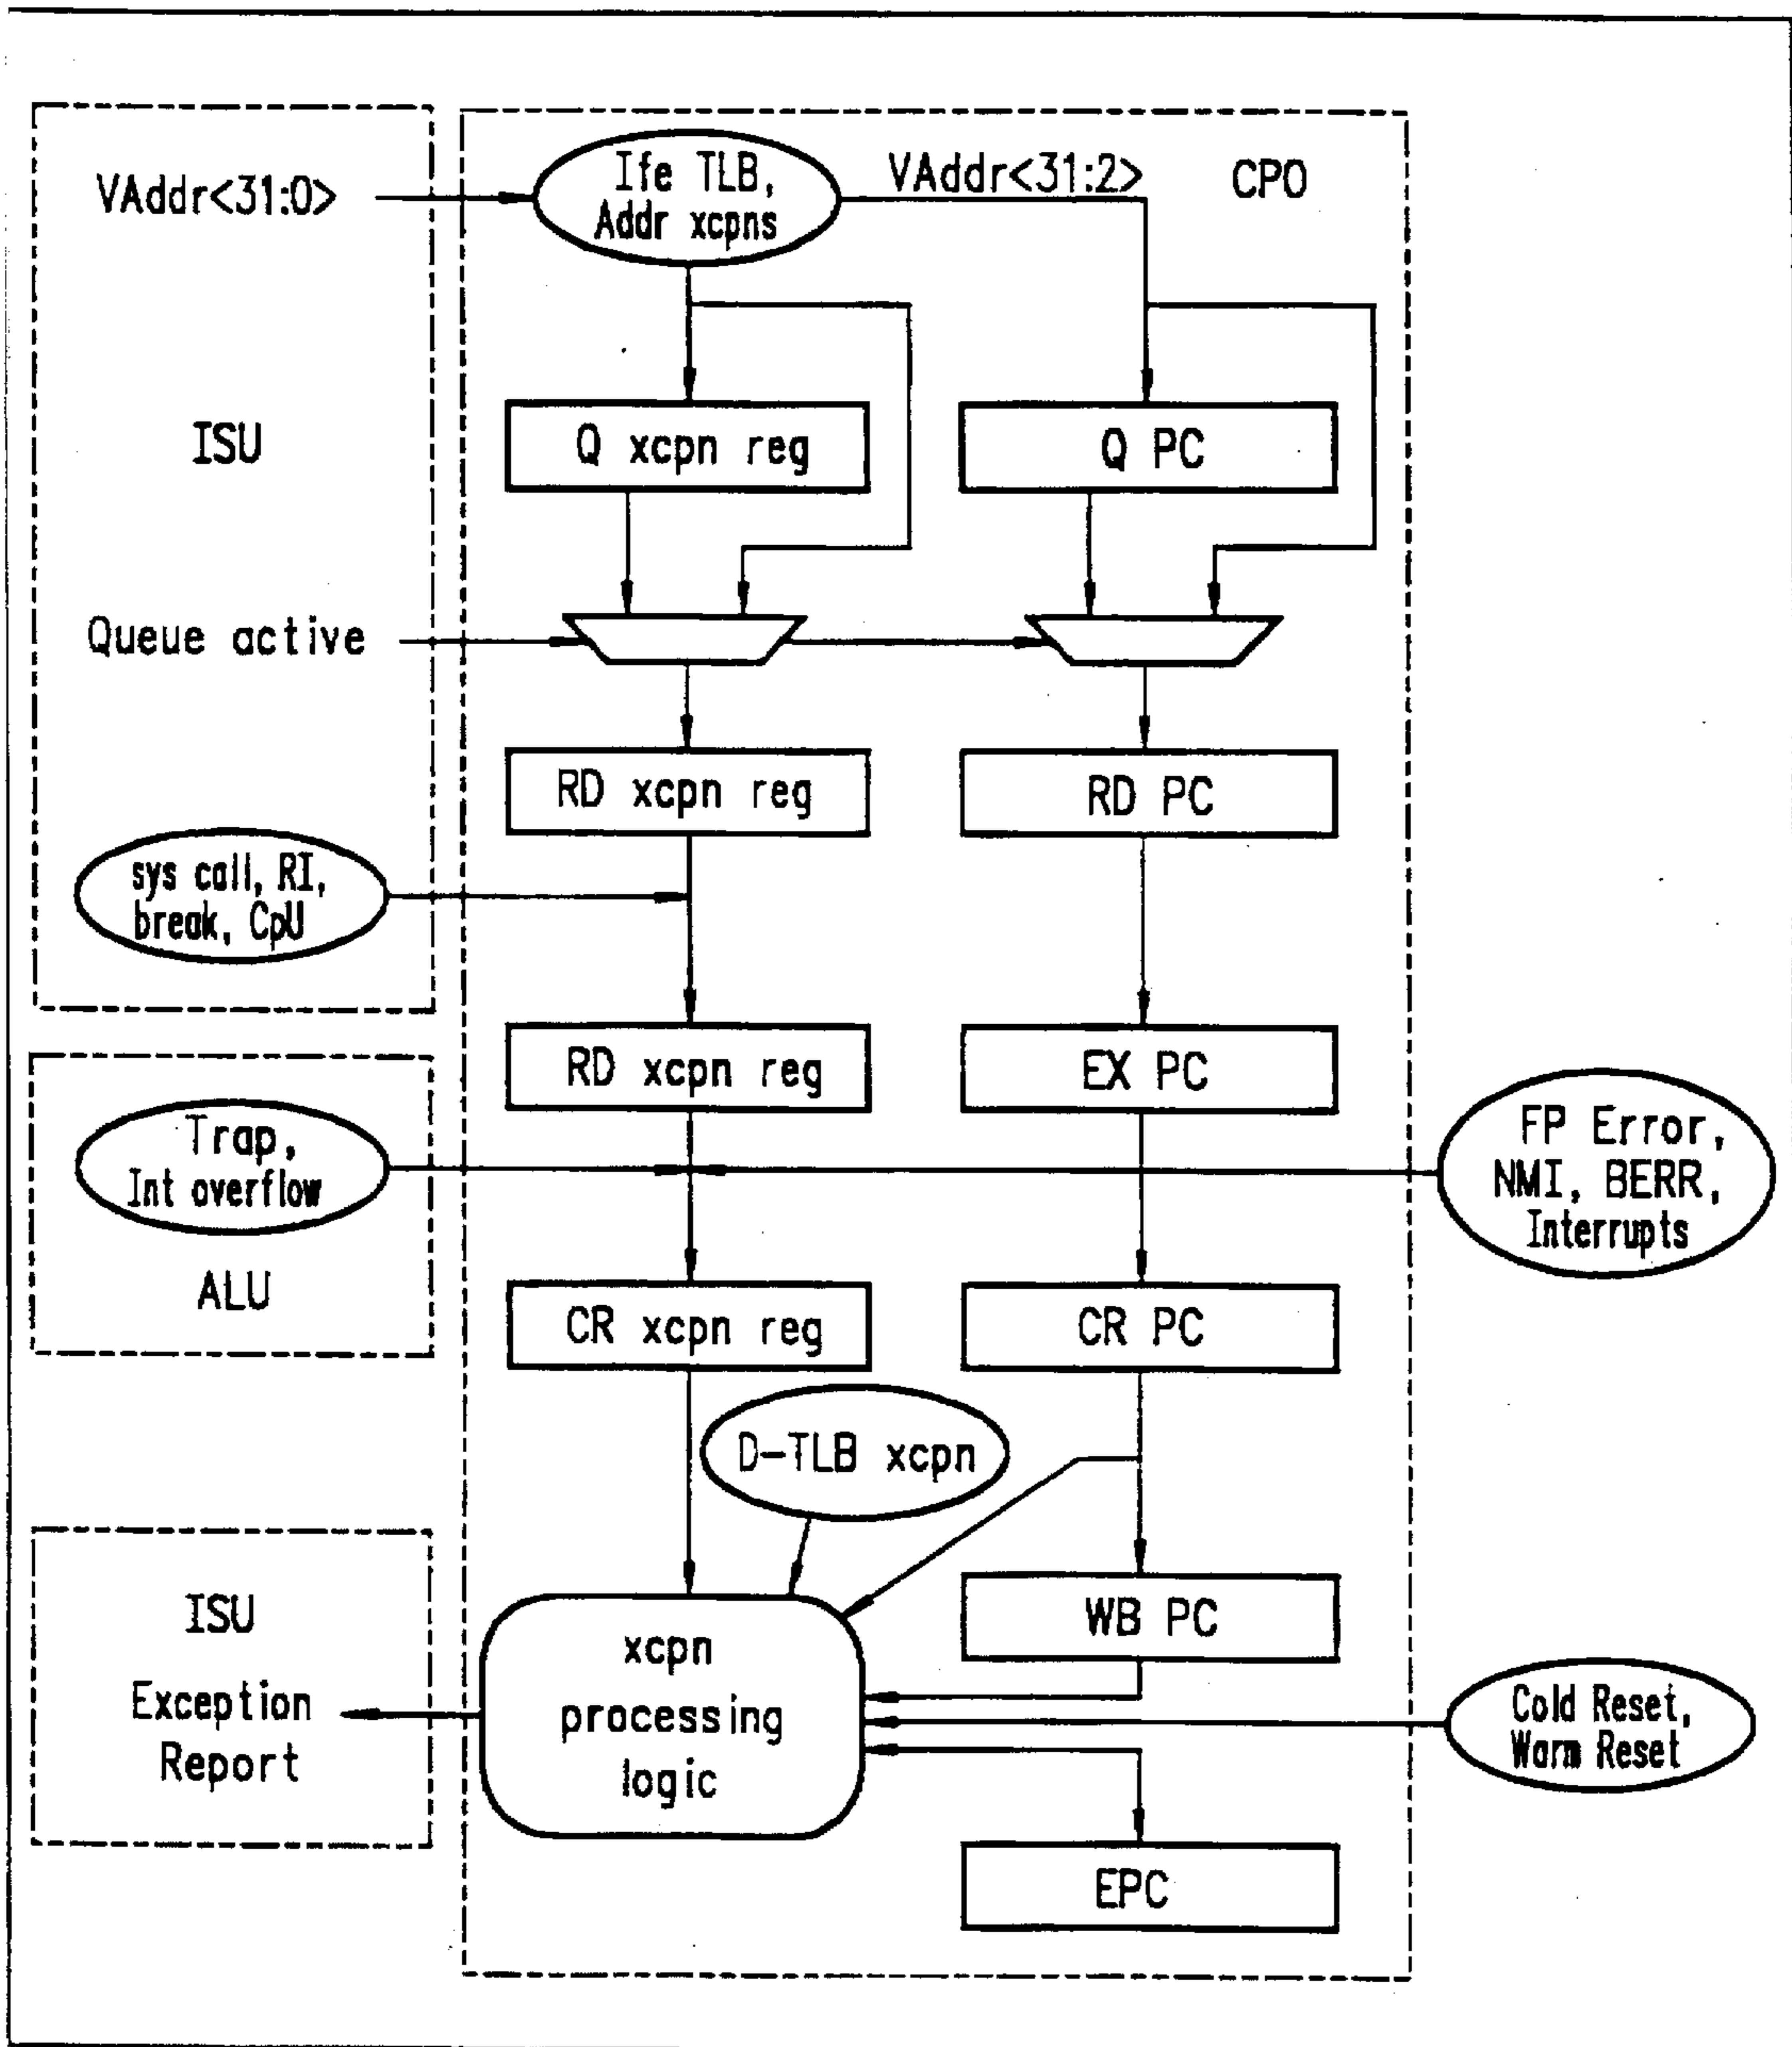 VAddr<31:0>
Ife TLB,
Addr xcpns
VAddr<31:2>
CPO
ISU
Q xcpn reg
Q PC
Queue active
RD xcpn reg
RD PC
sys call, RI,
break, CpU
RD xcpn reg
EX PC
Trap,
Int overflow
FP Error,
NMI, BERR,
Interrupts
ALU
CR xcpn reg
CR PC
D-TLB xcpn
ISU
Exception
Report
xcpn
processing
logic
WB PC
Cold Reset,
Warm Reset
EPC